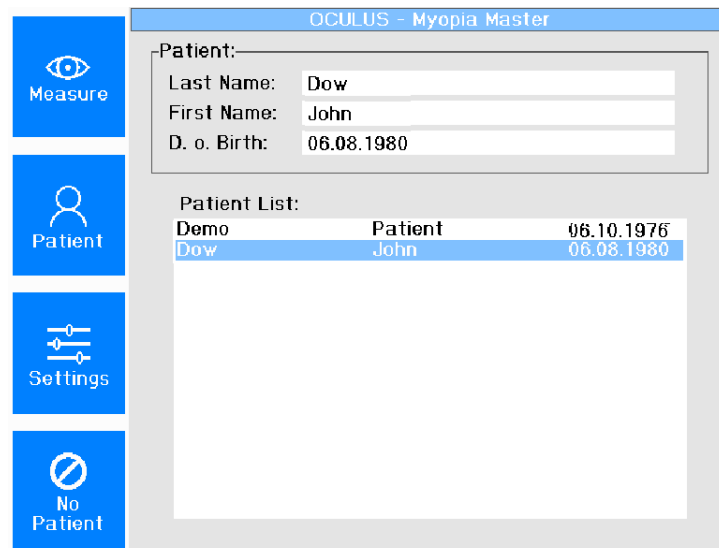 OCULUS - Myopia Master
Measure
Patient
Settings
No
Patient
Patient:
Last Name: Dow
First Name: John
D. o. Birth: 06.08.1980
Patient List:
Demo Patient 06.10.1976
Dow John 06.08.1980